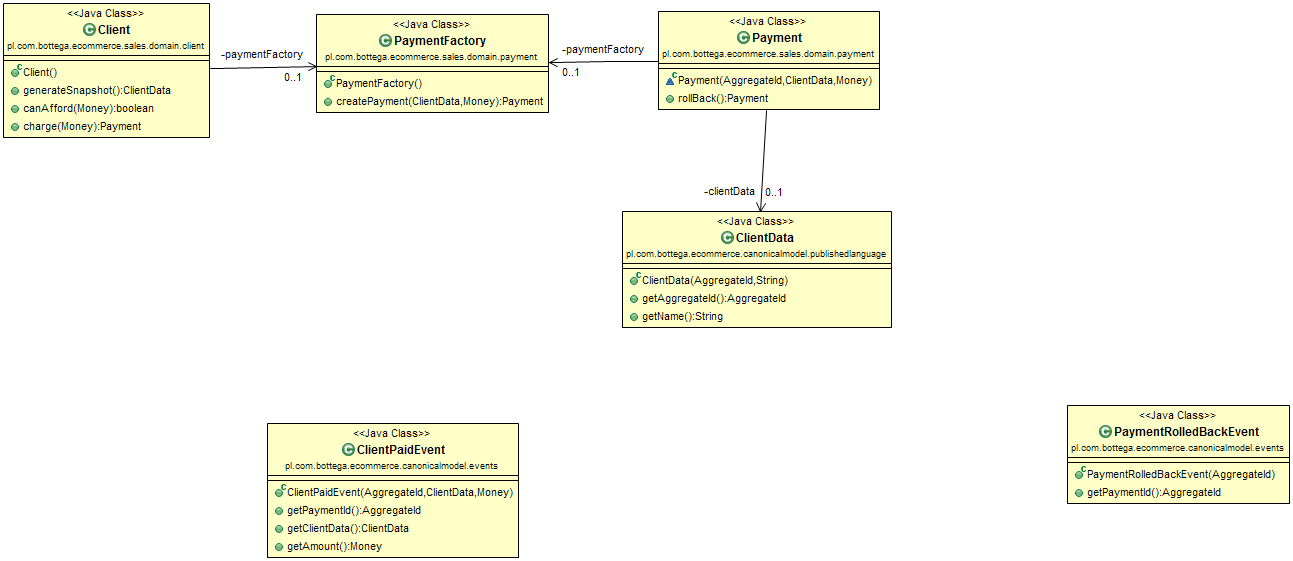 <<Java Class>>
Client
pl.com.bottega.ecommerce.sales.domain.client
Client()
generateSnapshot():ClientData
canAfford(Money):boolean
charge(Money):Payment
-paymentFactory
0..1
<<Java Class>>
PaymentFactory
pl.com.bottega.ecommerce.sales.domain.payment
PaymentFactory()
createPayment(ClientData,Money):Payment
-paymentFactory
0..1
<<Java Class>>
Payment
pl.com.bottega.ecommerce.sales.domain.payment
Payment(AggregateId,ClientData,Money)
rollBack():Payment
-clientData
0..1
<<Java Class>>
ClientData
pl.com.bottega.ecommerce.canonicalmodel.publishedlanguage
ClientData(AggregateId,String)
getAggregateId():AggregateId
getName():String
<<Java Class>>
ClientPaidEvent
pl.com.bottega.ecommerce.canonicalmodel.events
ClientPaidEvent(AggregateId,ClientData,Money)
getPaymentId():AggregateId
getClientData():ClientData
getAmount():Money
<<Java Class>>
PaymentRolledBackEvent
pl.com.bottega.ecommerce.canonicalmodel.events
PaymentRolledBackEvent(AggregateId)
getPaymentId():AggregateId